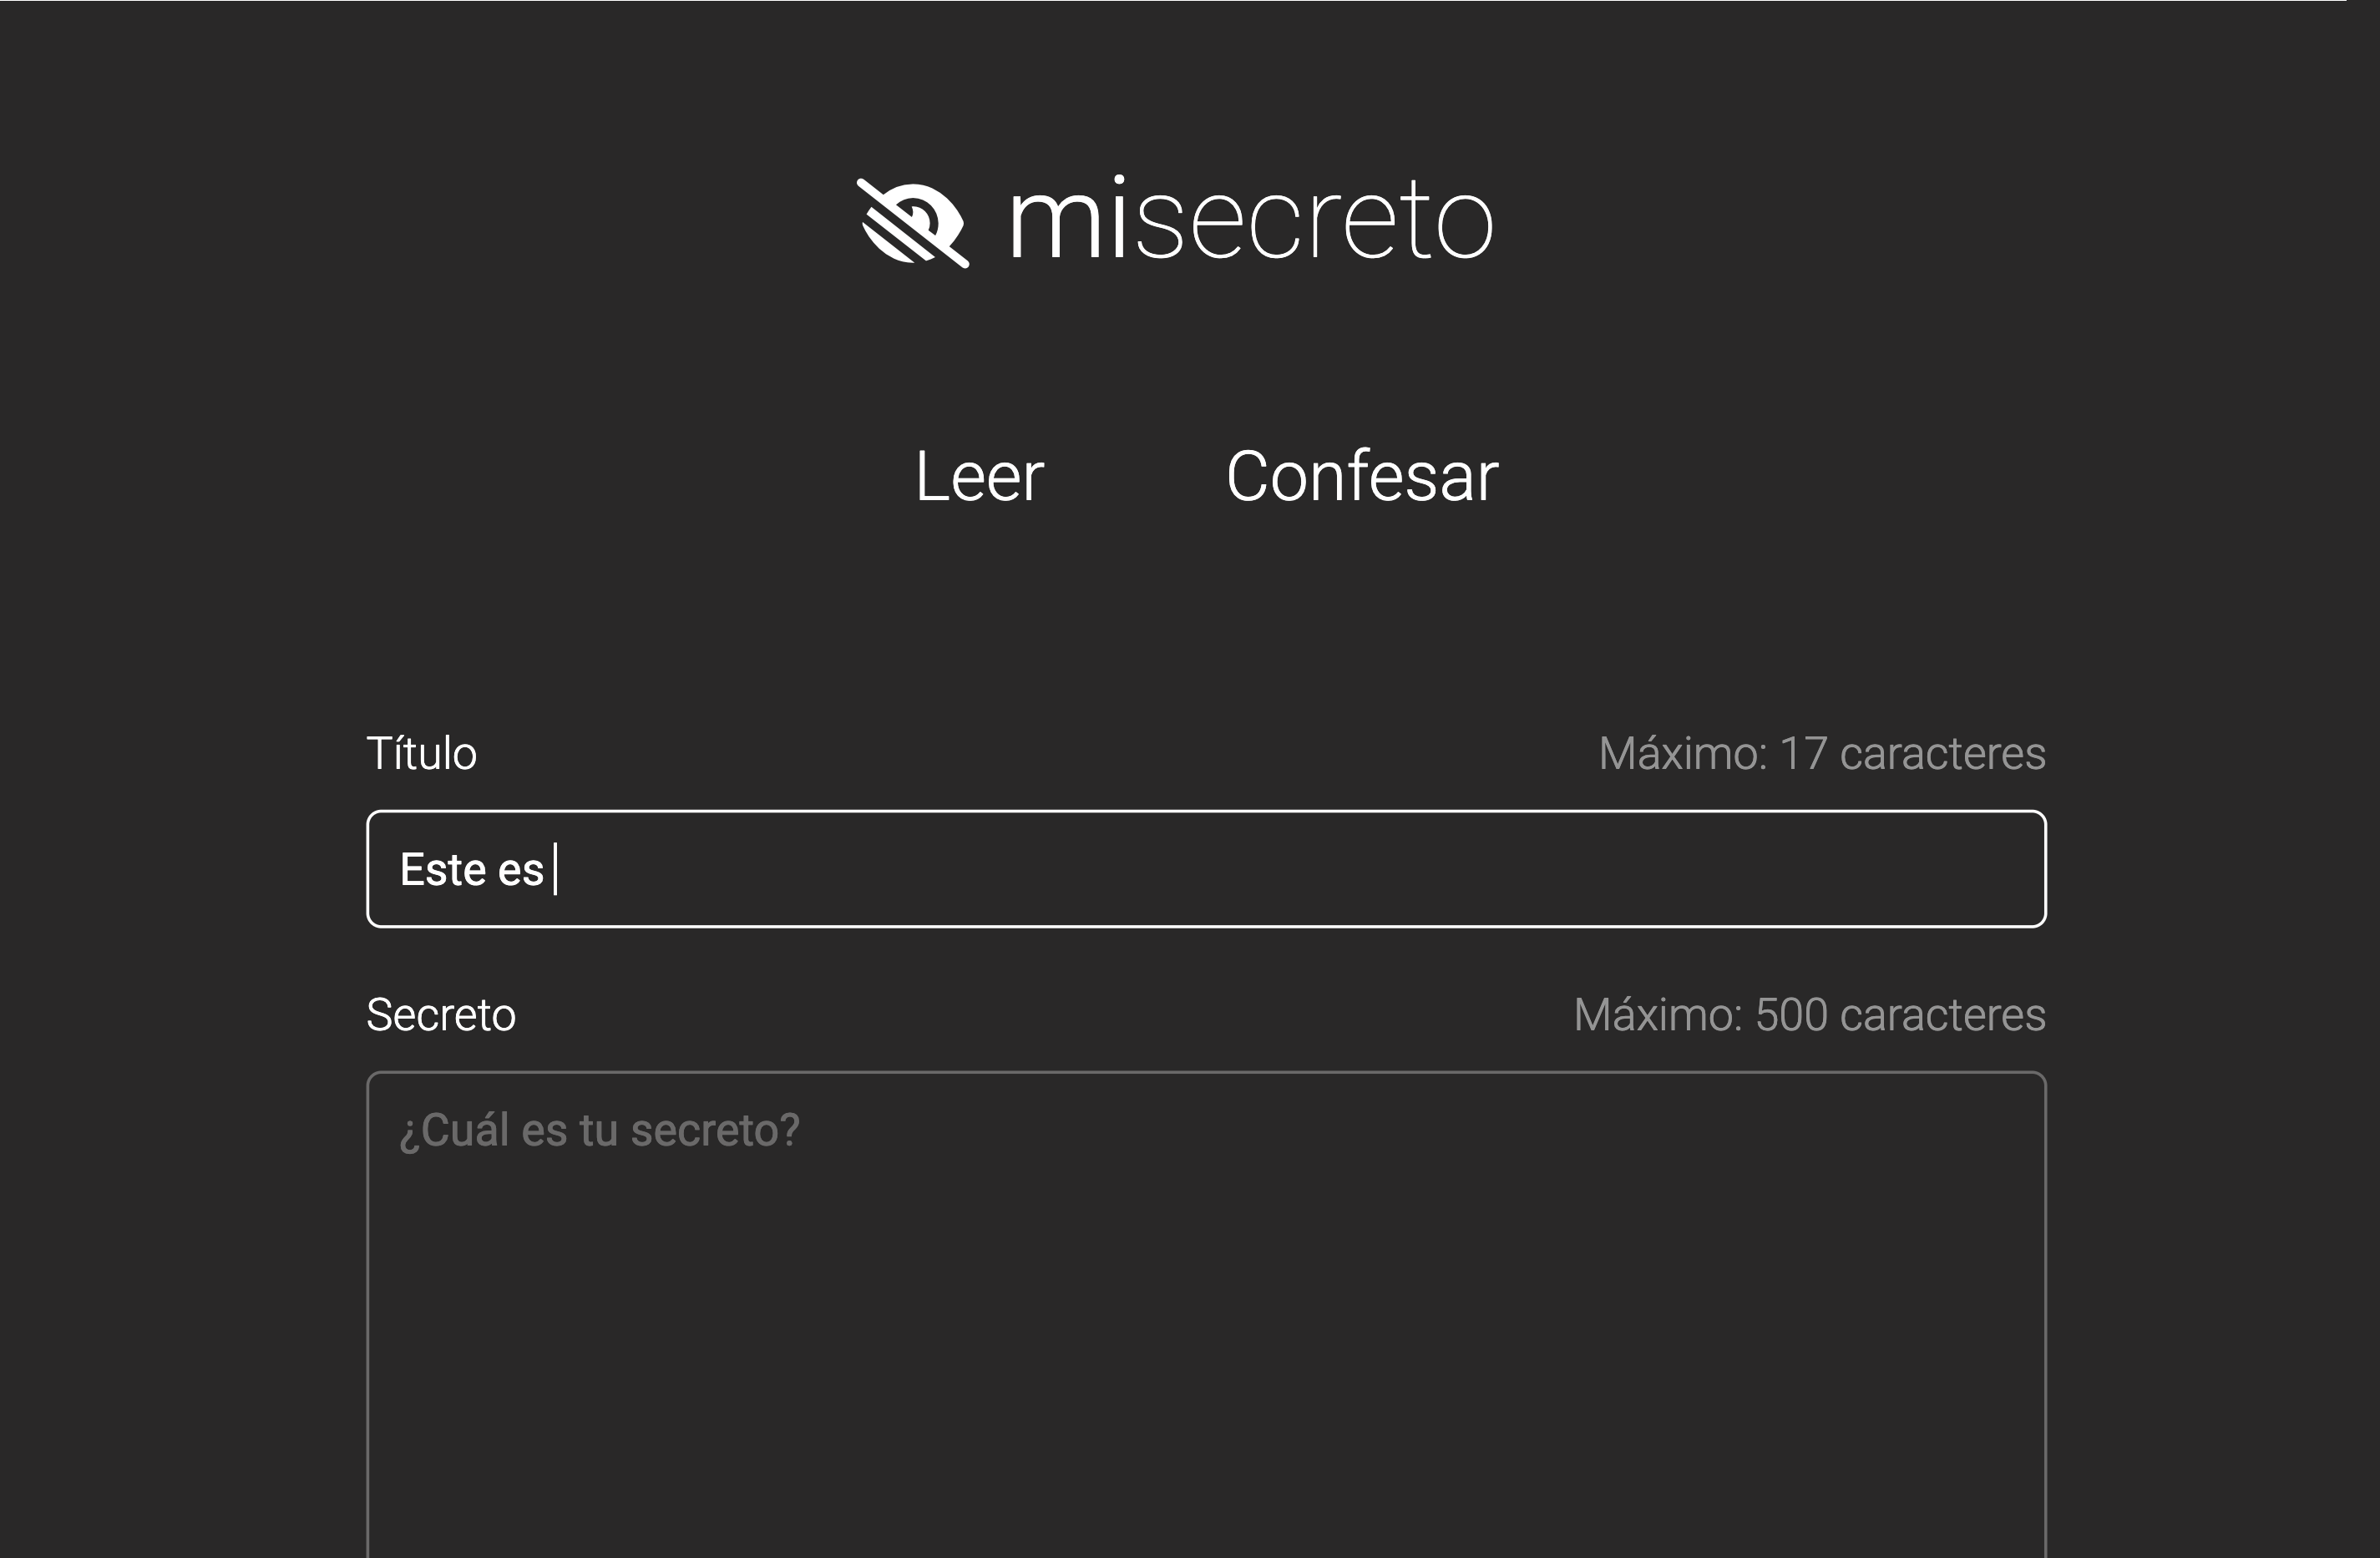 misecreto
Leer Confesar
Título Máximo: 17 caracteres
Este es
Secreto Máximo: 500 caracteres
¿Cuál es tu secreto?